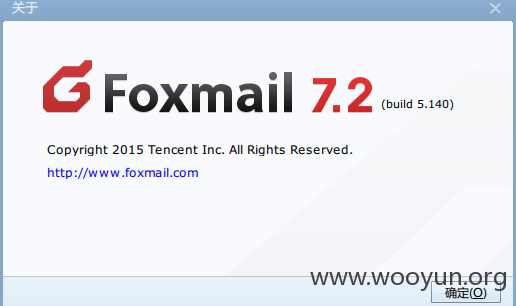 关于
Foxmail 7.2 (build 5.140)
Copyright 2015 Tencent Inc. All Rights Reserved.
http://www.foxmail.com
www.wooyun.org
确定(O)